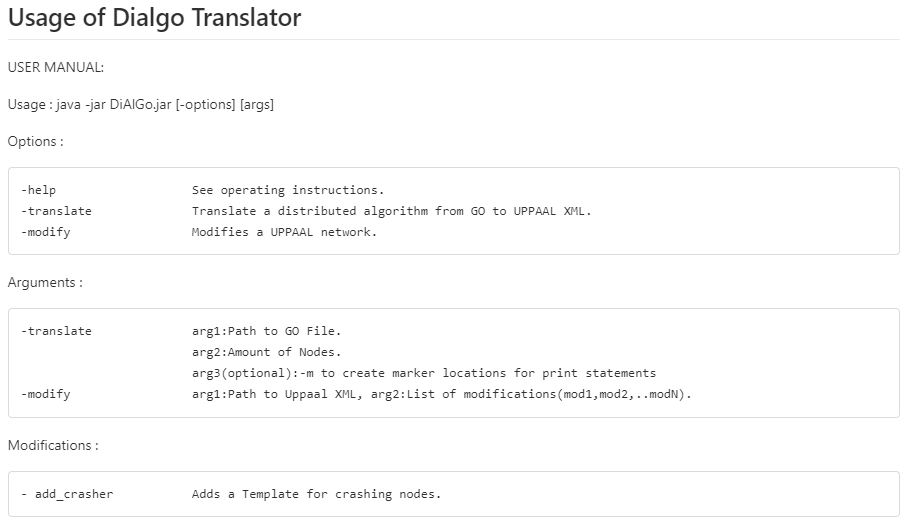 Usage of Dialgo Translator
USER MANUAL:
Usage : java -jar DiAlGo.jar [-options] [args]
Options :
-help See operating instructions.
-translate Translate a distributed algorithm from GO to UPPAAL XML.
-modify Modifies a UPPAAL network.
Arguments :
-translate arg1:Path to GO File.
arg2:Amount of Nodes.
arg3(optional):-m to create marker locations for print statements
-modify arg1:Path to Uppaal XML, arg2:List of modifications(mod1,mod2,..modN).
Modifications :
- add_crasher Adds a Template for crashing nodes.